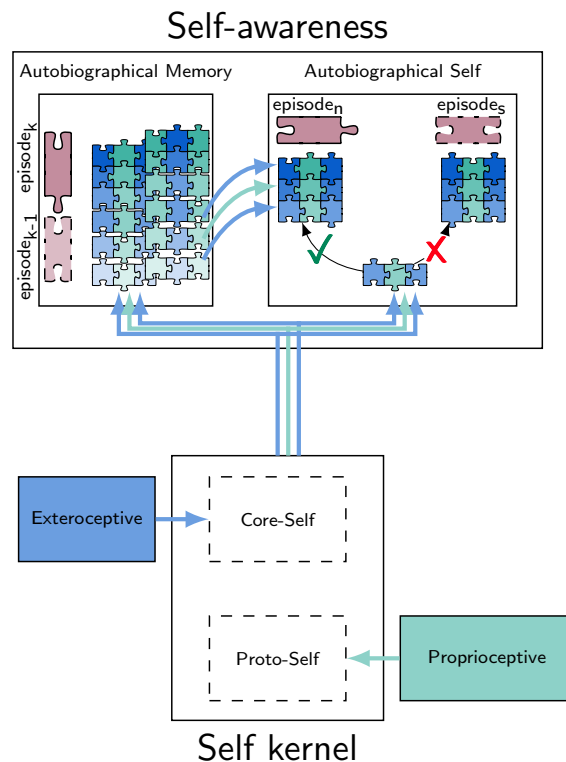 Self-awareness
Autobiographical Memory
Autobiographical Self
episode_k
episode_k-1
episode_n
episode_s
Exteroceptive
Core-Self
Proto-Self
Proprioceptive
Self kernel